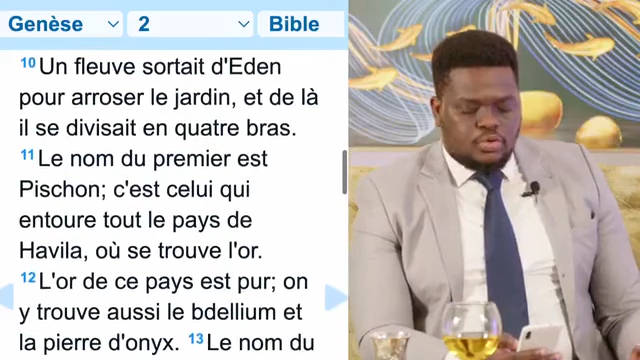 Genèse 2 Bible
10 Un fleuve sortait d'Eden
pour arroser le jardin, et de là
il se divisait en quatre bras.
11 Le nom du premier est
Pischon; c'est celui qui
entoure tout le pays de
Havila, où se trouve l'or.
12 L'or de ce pays est pur; on
y trouve aussi le bdellium et
la pierre d'onyx. 13 Le nom du